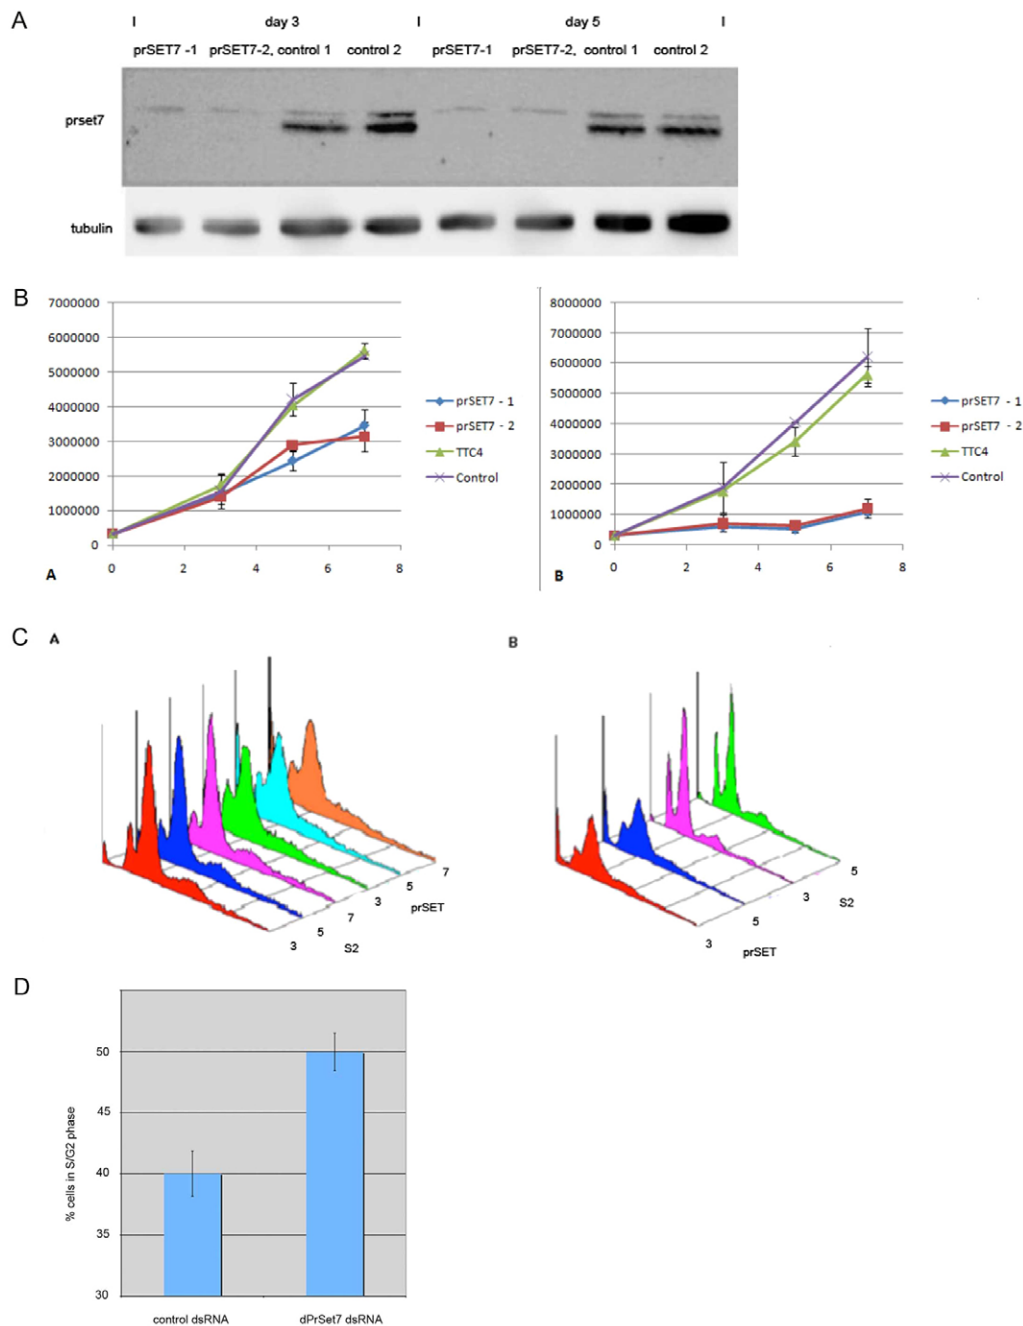 A
I day 3 I day 5 I
prSET7 -1 prSET7-2, control 1 control 2 prSET7-1 prSET7-2, control 1 control 2
prset7
tubulin
B
7000000
6000000
5000000
4000000
3000000
2000000
1000000
0
0 2 4 6 8
A
prSET7 - 1
prSET7 - 2
TTC4
Control
8000000
7000000
6000000
5000000
4000000
3000000
2000000
1000000
0
0 2 4 6 8
B
prSET7 - 1
prSET7 - 2
TTC4
Control
C
A
3 5 7 3 5 7
S2 prSET
B
3 5 3 5
prSET S2
D
% cells in S/G2 phase
50
45
40
35
30
control dsRNA dPrSet7 dsRNA